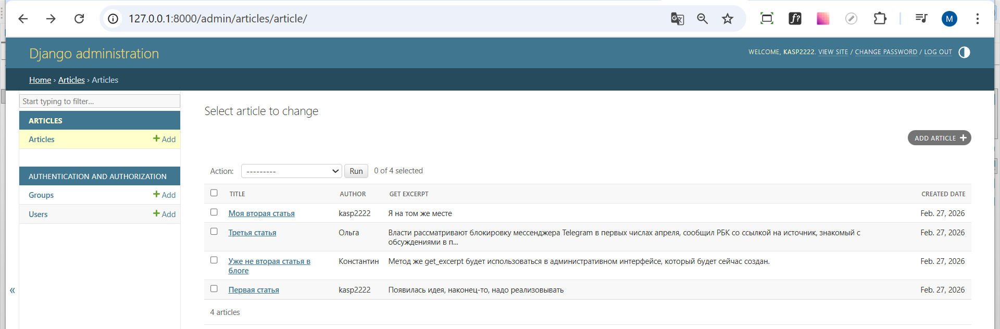 127.0.0.1:8000/admin/articles/article/
M
Django administration
WELCOME, KASP2222. VIEW SITE / CHANGE PASSWORD / LOG OUT
Home › Articles › Articles
Start typing to filter...
ARTICLES
Articles
Add
AUTHENTICATION AND AUTHORIZATION
Groups
Add
Users
Add
«
Select article to change
ADD ARTICLE
Action: --------- Run 0 of 4 selected
TITLE AUTHOR GET EXCERPT CREATED DATE
Моя вторая статья kasp2222 Я на том же месте Feb. 27, 2026
Третья статья Ольга Власти рассматривают блокировку мессенджера Telegram в первых числах апреля, сообщил РБК со ссылкой на источник, знакомый с Feb. 27, 2026
обсуждениями в п...
Уже не вторая статья в Константин Метод же get_excerpt будет использоваться в административном интерфейсе, который будет сейчас создан. Feb. 27, 2026
блоге
Первая статья kasp2222 Появилась идея, наконец-то, надо реализовывать Feb. 27, 2026
4 articles